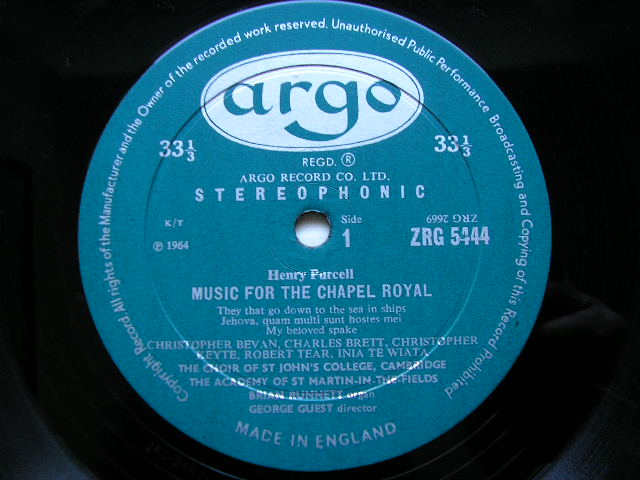 Copyright Record All rights of the Manufacturer and the Owner of the recorded work reserved. Unauthorised Public Performance Broadcasting and Copying of this Record Prohibited
argo
33⅓
33⅓
REGD. ®
ARGO RECORD CO. LTD.
STEREOPHONIC
K/T
Side
ZRG 2669
℗ 1964
1
ZRG 5444
Henry Purcell
MUSIC FOR THE CHAPEL ROYAL
They that go down to the sea in ships
Jehova, quam multi sunt hostes mei
My beloved spake
CHRISTOPHER BEVAN, CHARLES BRETT, CHRISTOPHER
KEYTE, ROBERT TEAR, INIA TE WIATA
THE CHOIR OF ST JOHN'S COLLEGE, CAMBRIDGE
THE ACADEMY OF ST MARTIN-IN-THE-FIELDS
BRIAN RUNNETT organ
GEORGE GUEST director
MADE IN ENGLAND